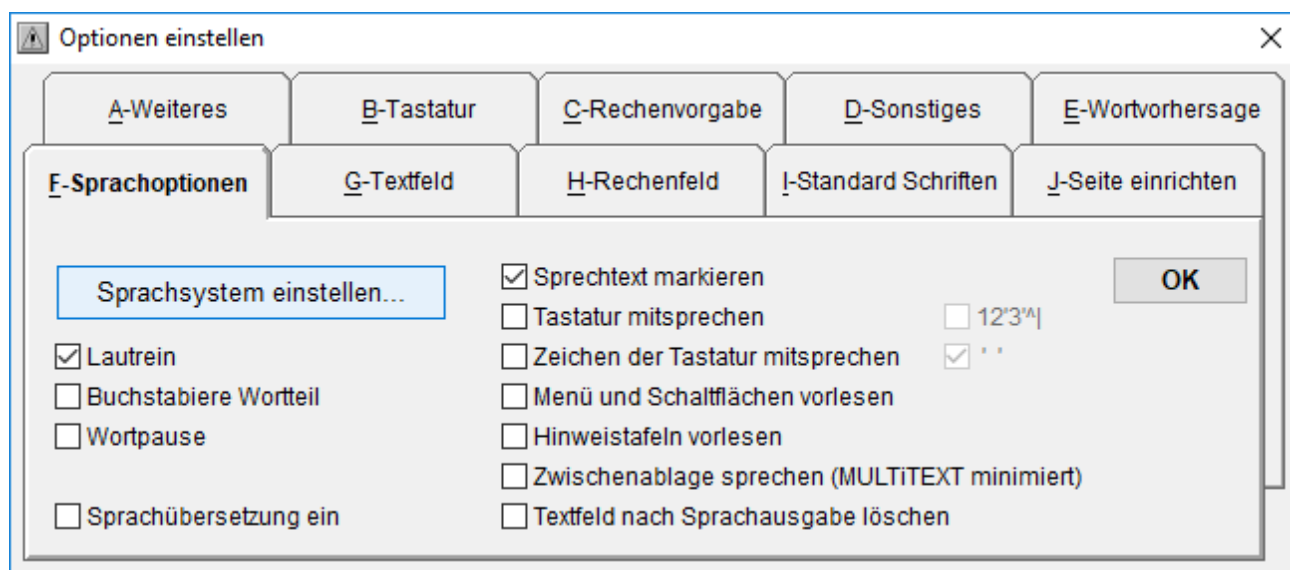 Optionen einstellen
A-Weiteres B-Tastatur C-Rechenvorgabe D-Sonstiges E-Wortvorhersage
F-Sprachoptionen G-Textfeld H-Rechenfeld I-Standard Schriften J-Seite einrichten
Sprachsystem einstellen...
Lautrein
Buchstabiere Wortteil
Wortpause
Sprachübersetzung ein
Sprechtext markieren
Tastatur mitsprechen 12'3'^|
Zeichen der Tastatur mitsprechen ' '
Menü und Schaltflächen vorlesen
Hinweistafeln vorlesen
Zwischenablage sprechen (MULTiTEXT minimiert)
Textfeld nach Sprachausgabe löschen
OK